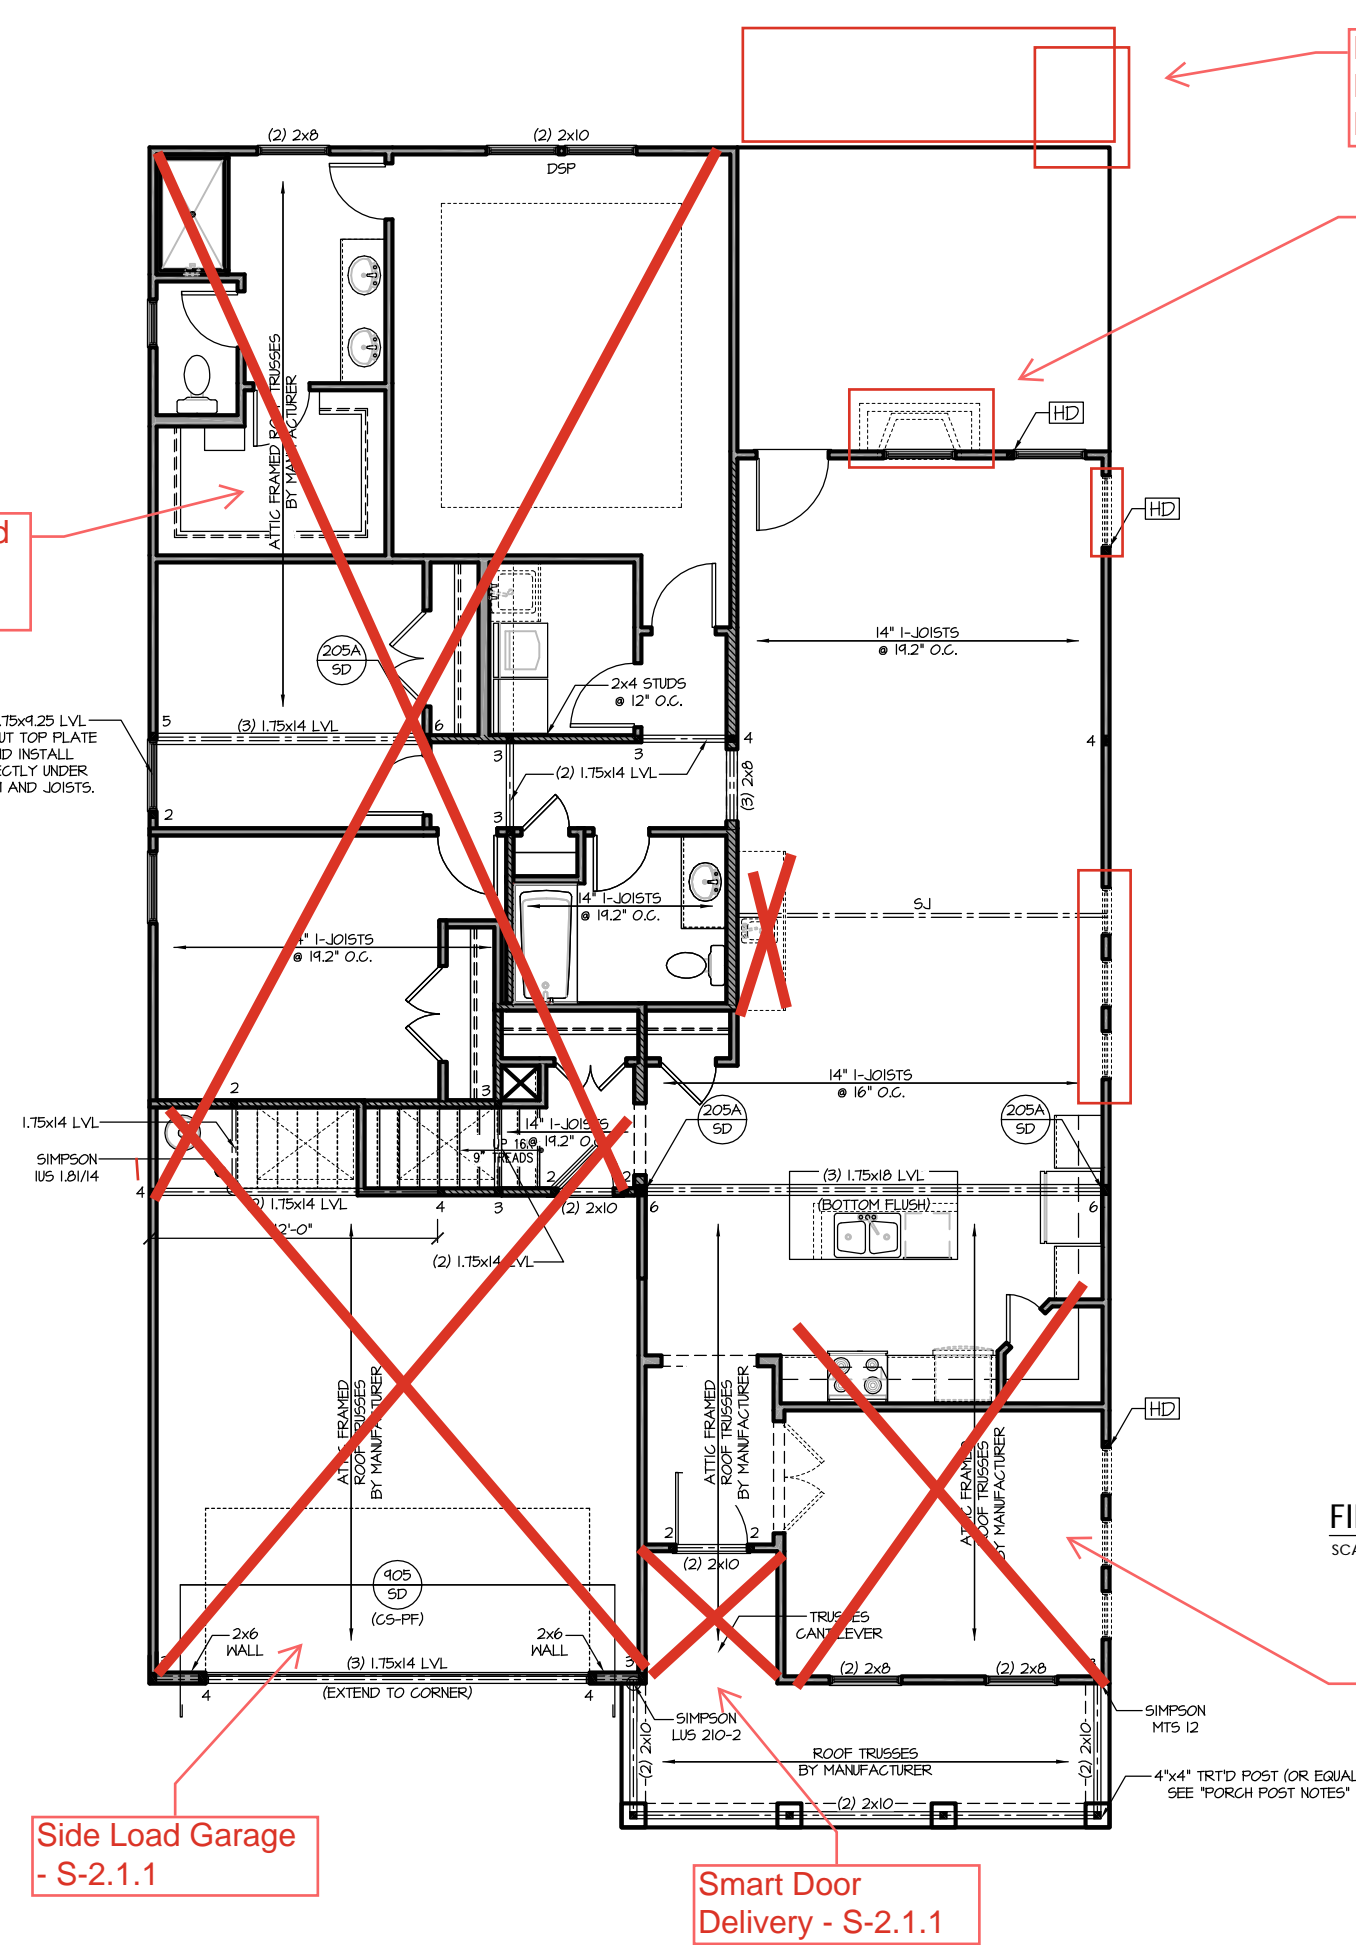 (2) 2x8
(2) 2x10
DSP
ATTIC FRAMED ROOF TRUSSES
BY MANUFACTURER
HD
HD
d
205A
SD
14" I-JOISTS
@ 19.2" O.C.
2x4 STUDS
@ 12" O.C.
.75x9.25 LVL
UT TOP PLATE
ND INSTALL
ECTLY UNDER
AND JOISTS.
5
(3) 1.75x14 LVL
6
3
3
4
4
(2) 1.75x14 LVL
(3) 2x8
2
3
14" I-JOISTS
@ 19.2" O.C.
SJ
4" I-JOISTS
@ 19.2" O.C.
14" I-JOISTS
@ 16" O.C.
2
3
205A
SD
205A
SD
1.75x14 LVL
14" I-JOISTS
@ 19.2" O.C.
UP 16
9" TREADS
SIMPSON
IUS 1.81/14
4
(2) 1.75x14 LVL
4
3
(2) 2x10
2
2
6
(3) 1.75x18 LVL
(BOTTOM FLUSH)
6
12'-0"
(2) 1.75x14 LVL
ATTIC FRAMED
ROOF TRUSSES
BY MANUFACTURER
ATTIC FRAMED
ROOF TRUSSES
BY MANUFACTURER
ATTIC FRAMED
ROOF TRUSSES
BY MANUFACTURER
HD
FI
SCA
2
2
(2) 2x10
905
SD
(CS-PF)
TRUSSES
CANTILEVER
2x6
WALL
2x6
WALL
3
(3) 1.75x14 LVL
(EXTEND TO CORNER)
4
4
(2) 2x8
(2) 2x8
SIMPSON
LUS 210-2
SIMPSON
MTS 12
(2) 2x10
(2) 2x10
ROOF TRUSSES
BY MANUFACTURER
4"x4" TRT'D POST (OR EQUAL
SEE "PORCH POST NOTES"
(2) 2x10
Side Load Garage
- S-2.1.1
Smart Door
Delivery - S-2.1.1